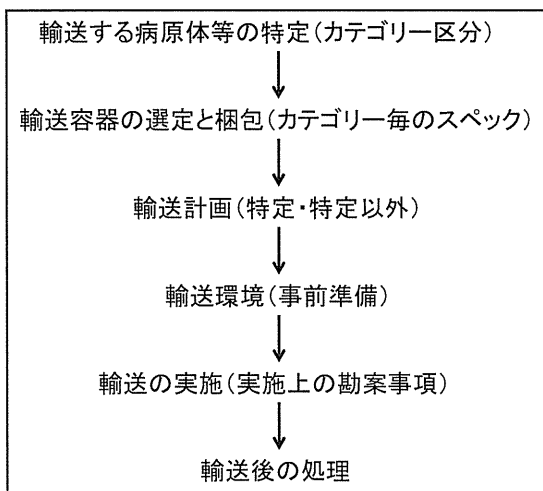 輸送する病原体等の特定(カテゴリー区分)
輸送容器の選定と梱包(カテゴリー毎のスペック)
輸送計画(特定・特定以外)
輸送環境(事前準備)
輸送の実施(実施上の勘案事項)
輸送後の処理